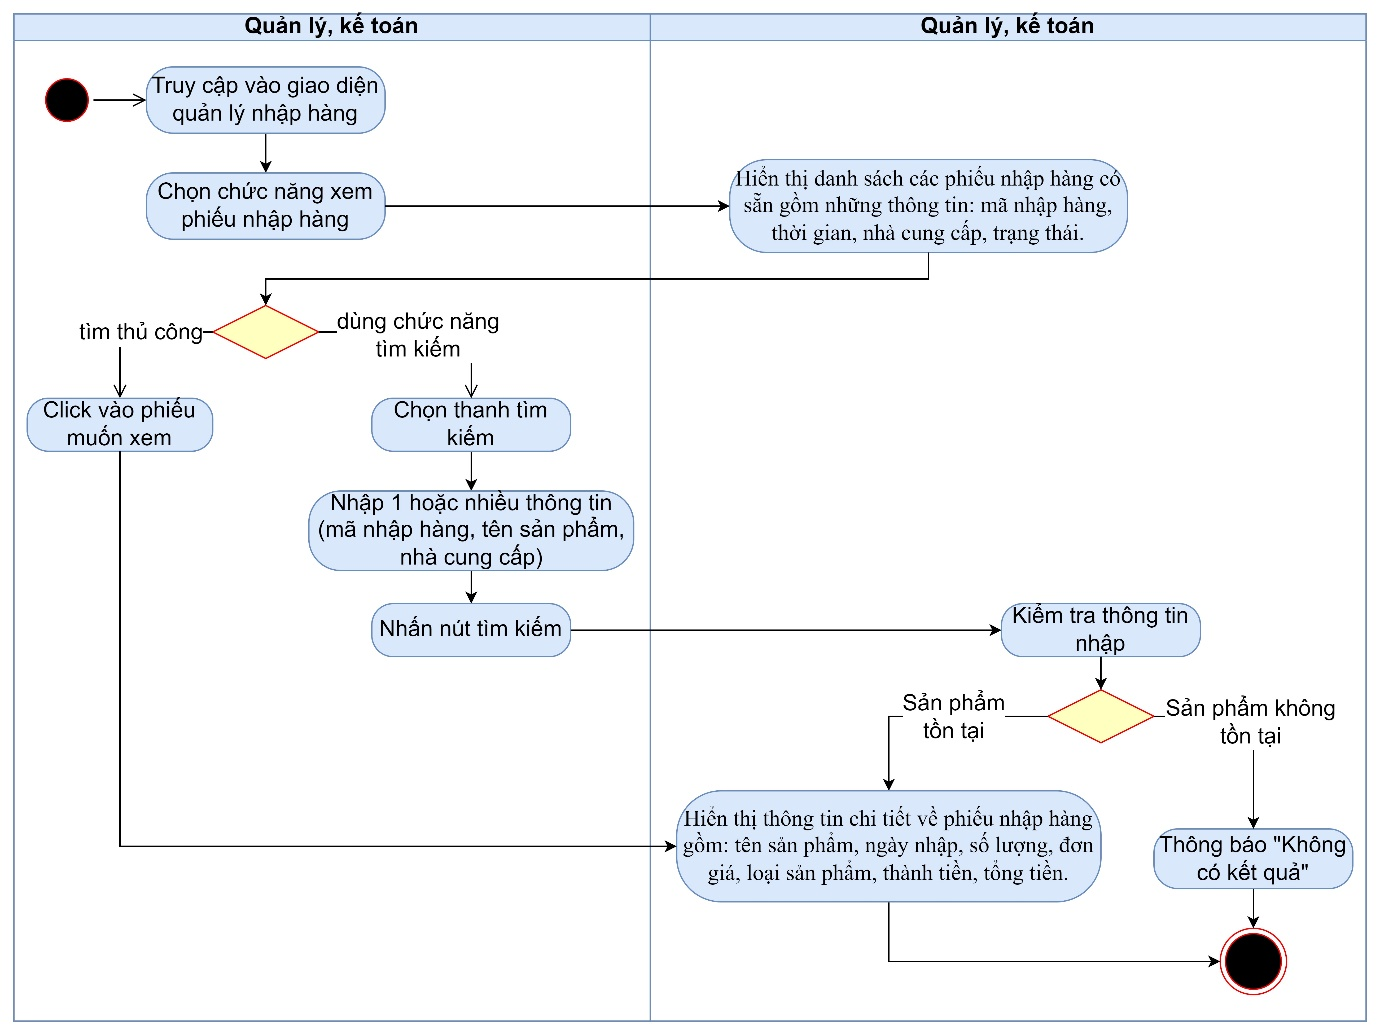 Quản lý, kế toán
Quản lý, kế toán
Truy cập vào giao diện
quản lý nhập hàng
Chọn chức năng xem
phiếu nhập hàng
Hiển thị danh sách các phiếu nhập hàng có
sẵn gồm những thông tin: mã nhập hàng,
thời gian, nhà cung cấp, trạng thái.
tìm thủ công
dùng chức năng
tìm kiếm
Click vào phiếu
muốn xem
Chọn thanh tìm
kiếm
Nhập 1 hoặc nhiều thông tin
(mã nhập hàng, tên sản phẩm,
nhà cung cấp)
Nhấn nút tìm kiếm
Kiểm tra thông tin
nhập
Sản phẩm
tồn tại
Sản phẩm không
tồn tại
Hiển thị thông tin chi tiết về phiếu nhập hàng
gồm: tên sản phẩm, ngày nhập, số lượng, đơn
giá, loại sản phẩm, thành tiền, tổng tiền.
Thông báo "Không
có kết quả"